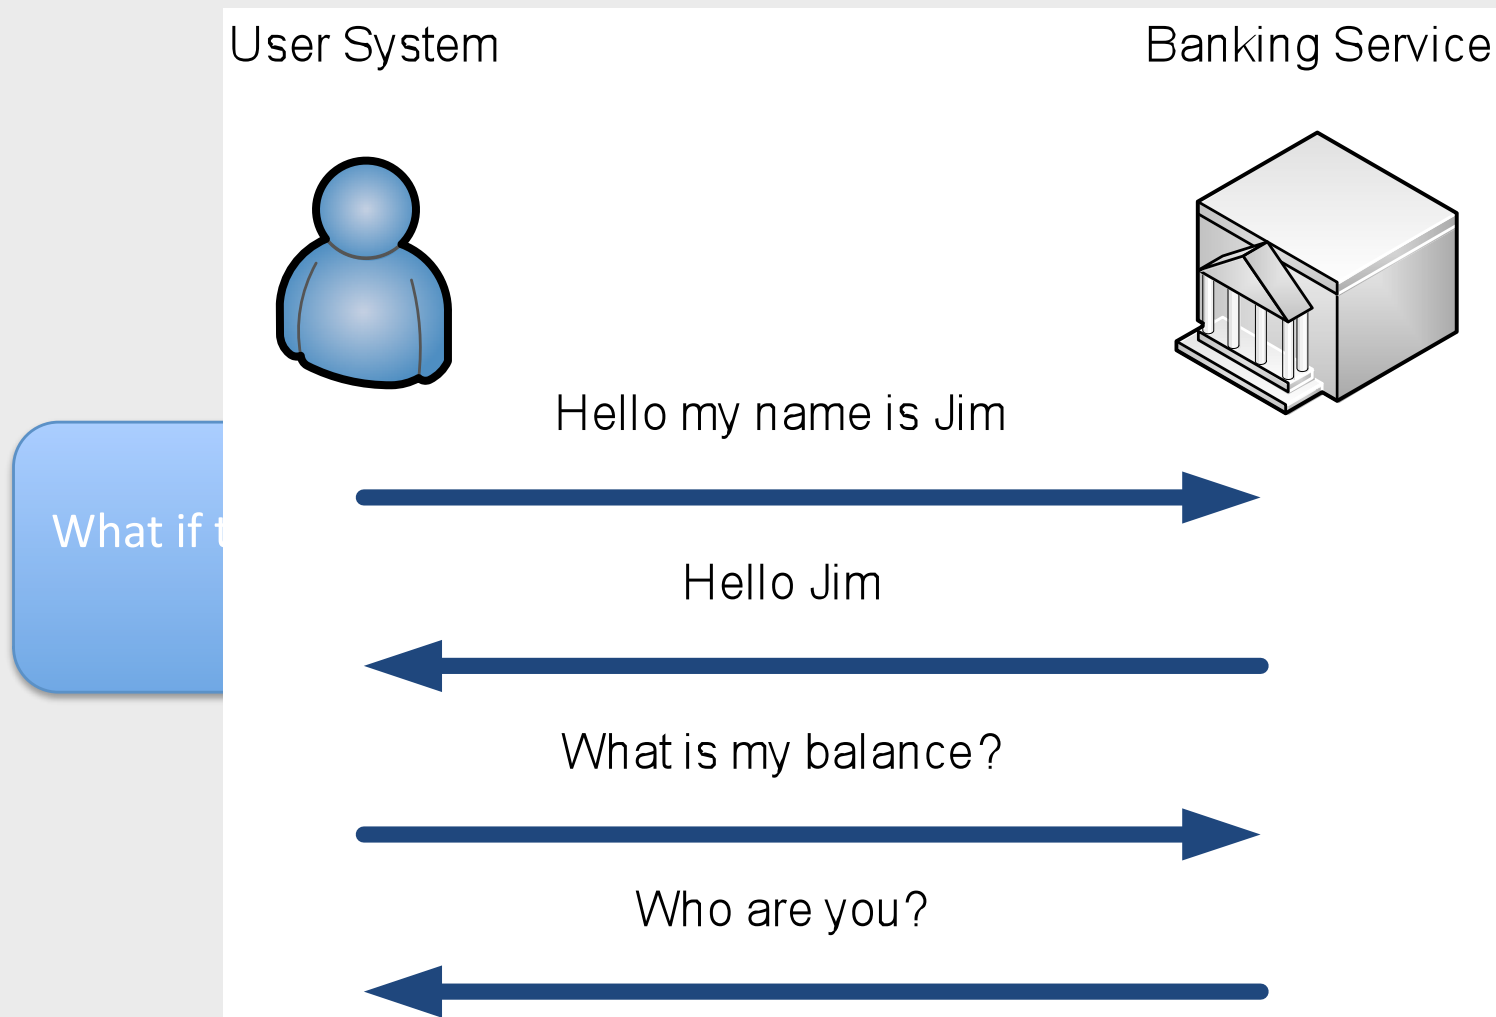 User System
Banking Service
Hello my name is Jim
What if
Hello Jim
What is my balance?
Who are you?